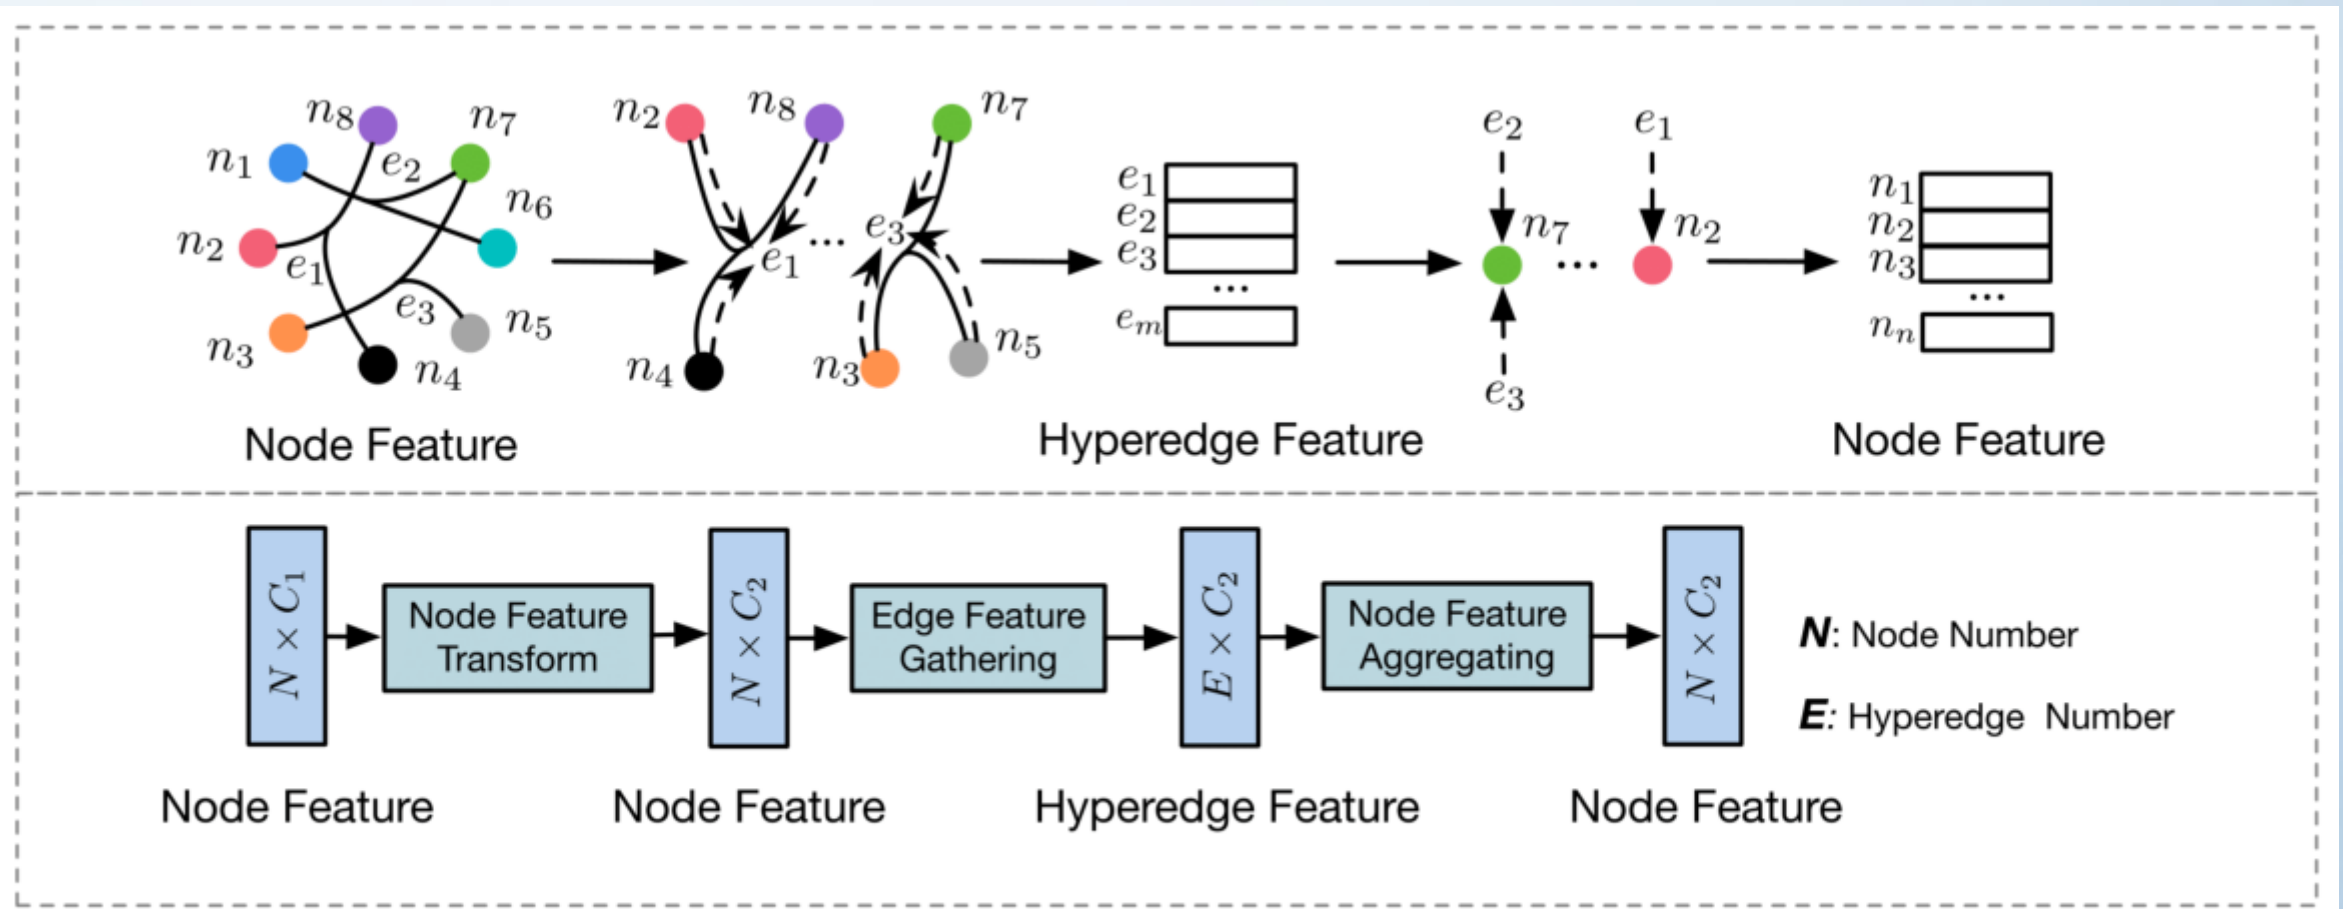 n8 n7 n2 n8 n7 e2 e1
n1 e2 e1 n1
n6 e2 n7 n2 n2
n2 e3 e3 n3
e1 ... e1 ... ...
e3 ... ...
n3 n5 n5 em nn
n4 n4 n3 e3
Node Feature Hyperedge Feature Node Feature
N × C1 Node Feature Transform N × C2 Edge Feature Gathering E × C2 Node Feature Aggregating N × C2
N: Node Number
E: Hyperedge Number
Node Feature Node Feature Hyperedge Feature Node Feature